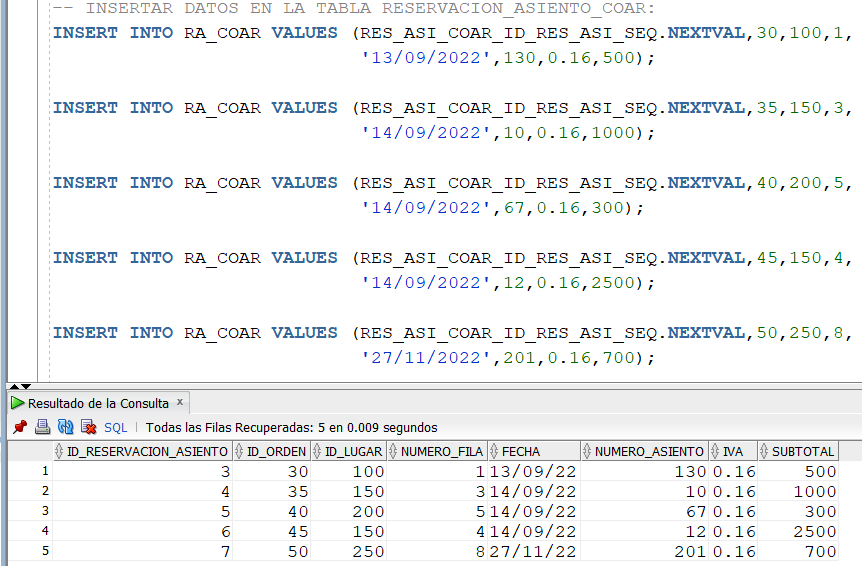 -- INSERTAR DATOS EN LA TABLA RESERVACION_ASIENTO_COAR:
INSERT INTO RA_COAR VALUES (RES_ASI_COAR_ID_RES_ASI_SEQ.NEXTVAL,30,100,1,
'13/09/2022',130,0.16,500);
INSERT INTO RA_COAR VALUES (RES_ASI_COAR_ID_RES_ASI_SEQ.NEXTVAL,35,150,3,
'14/09/2022',10,0.16,1000);
INSERT INTO RA_COAR VALUES (RES_ASI_COAR_ID_RES_ASI_SEQ.NEXTVAL,40,200,5,
'14/09/2022',67,0.16,300);
INSERT INTO RA_COAR VALUES (RES_ASI_COAR_ID_RES_ASI_SEQ.NEXTVAL,45,150,4,
'14/09/2022',12,0.16,2500);
INSERT INTO RA_COAR VALUES (RES_ASI_COAR_ID_RES_ASI_SEQ.NEXTVAL,50,250,8,
'27/11/2022',201,0.16,700);
Resultado de la Consulta x
SQL | Todas las Filas Recuperadas: 5 en 0.009 segundos
ID_RESERVACION_ASIENTO ID_ORDEN ID_LUGAR NUMERO_FILA FECHA NUMERO_ASIENTO IVA SUBTOTAL
1 3 30 100 1 13/09/22 130 0.16 500
2 4 35 150 3 14/09/22 10 0.16 1000
3 5 40 200 5 14/09/22 67 0.16 300
4 6 45 150 4 14/09/22 12 0.16 2500
5 7 50 250 8 27/11/22 201 0.16 700